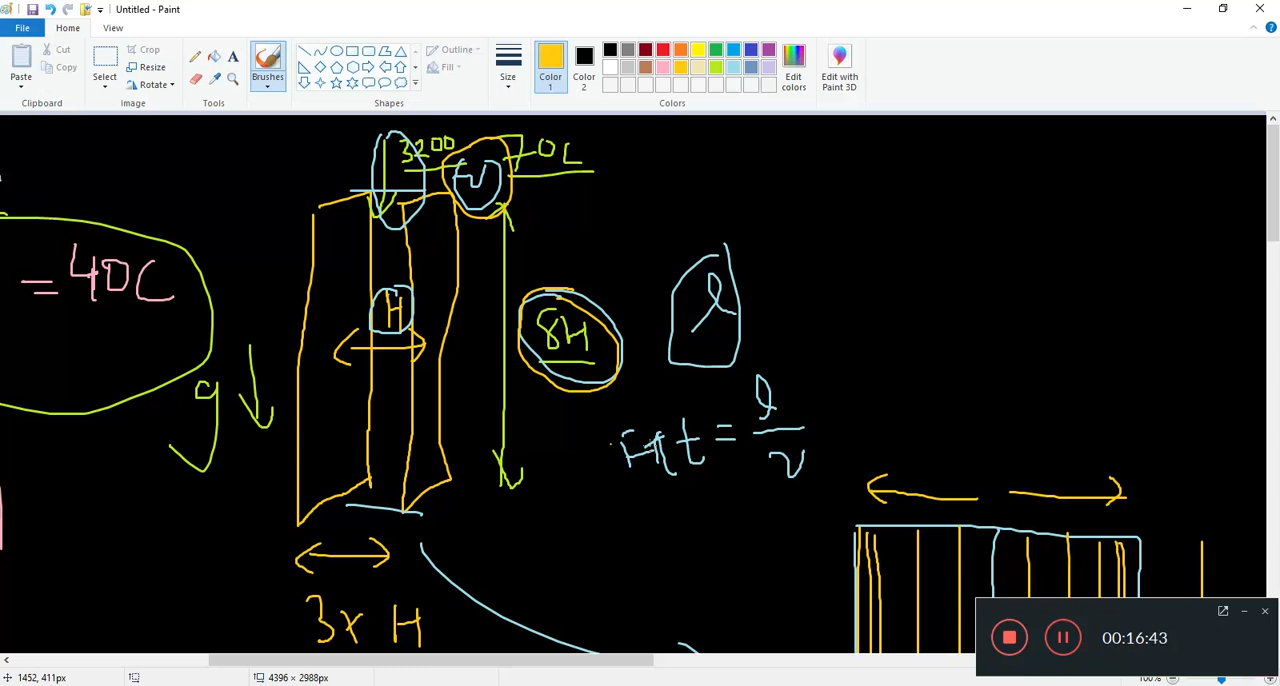 Untitled - Paint
File
Home
View
Paste
Cut
Copy
Clipboard
Select
Crop
Resize
Rotate
Image
Tools
A
Brushes
Shapes
Outline
Fill
Size
Color 1
Color 2
Colors
Edit colors
Edit with Paint 3D
3200
V
70L
= 40C
H
8H
g
t =
v
3x H
00:16:43
1452, 411px
4396 × 2988px
100%